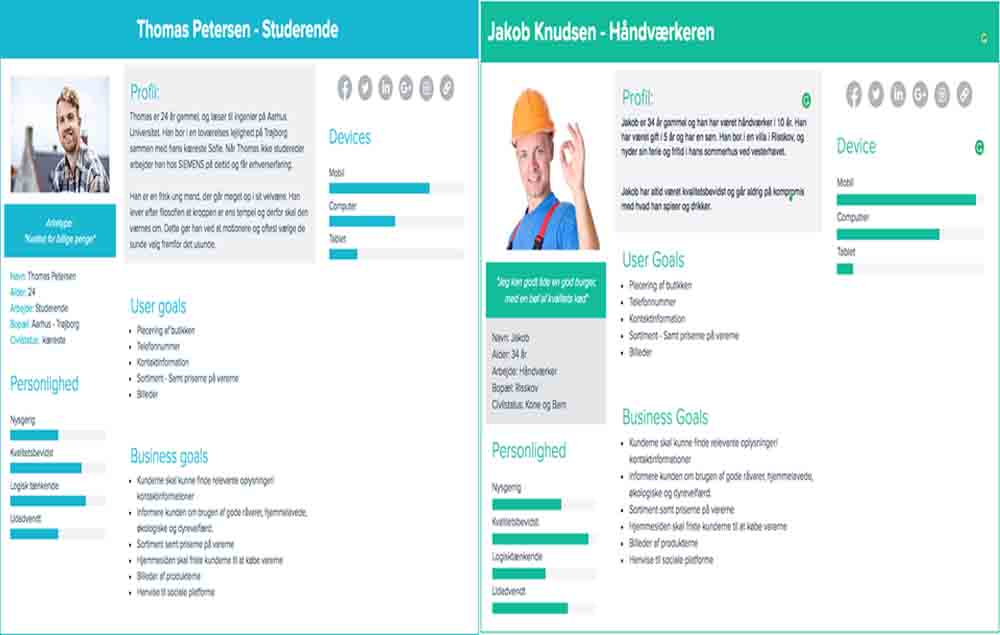 Thomas Petersen - Studerende
Profil:
Thomas er 24 år gammel, og læser til ingeniør på Aarhus
Universitet. Han bor i en toværelses lejlighed på Trøjborg
sammen med hans kæreste Sofie. Når Thomas ikke studereder
arbejder han hos SIEMENS på deltid og får erhvenserfering.
Han er en frisk ung mand, der går meget op i sit velvære. Han
lever efter filosofien at kroppen er ens tempel og derfor skal den
værnes om. Dette gør han ved at motionere og oftest vælge de
sunde valg fremfor det usunde.
Devices
Mobil
Computer
Tablet
Arketype:
"Kvalitet for billige penge"
Navn: Thomas Petersen
Alder: 24
Arbejde: Studerende
Bopæl: Aarhus - Trøjborg
Civilstatus: kæreste
Personlighed
Nysgerrig
Kvalitetsbevidst
Logisk tænkende
Udadvendt
User goals
• Placering af butikken
• Telefonnummer
• Kontaktinformation
• Sortiment - Samt priserne på varerne
• Billeder
Business goals
• Kunderne skal kunne finde relevante oplysninger/
kontaktinformationer
• Informere kunden om brugen af gode råvarer, hjemmelavede,
økologiske og dyrevelfærd.
• Sortiment samt priserne på varerne
• Hjemmesiden skal friste kunderne til at købe varerne
• Billeder af produkterne
• Henvise til sociale platforme
Jakob Knudsen - Håndværkeren
Profil:
Jakob er 34 år gammel og han har været håndværker i 10 år. Han
har været gift i 5 år og har en søn. Han bor i en villa i Risskov, og
nyder sin ferie og fritid i hans sommerhus ved vesterhavet.
Jakob har altid været kvalitetsbevidst og går aldrig på kompromis
med hvad han spiser og drikker.
Device
Mobil
Computrer
Tablet
"Jeg kan godt lide en god burger,
med en bøf af kvalitets kød"
Navn: Jakob
Alder: 34 år
Arbejde: Håndværker
Bopæl: Risskov
Civilstatus: Kone og Børn
Personlighed
Nysgerrig
Kvalitetsbevidst
Logisktænkende
Udadvendt
User Goals
• Placering af butikken
• Telefonnummer
• Kontaktinformation
• Sortiment - Samt priserne på varerne
• Billeder
Business Goals
• Kunderne skal kunne finde relevante oplysninger/
kontaktinformationer
• Informere kunden om brugen af gode råvarer, hjemmelavede,
økologiske og dyrevelfærd.
• Sortiment samt priserne på varerne
• Hjemmesiden skal friste kunderne til at købe varerne
• Billeder af produkterne
• Henvise til sociale platforme